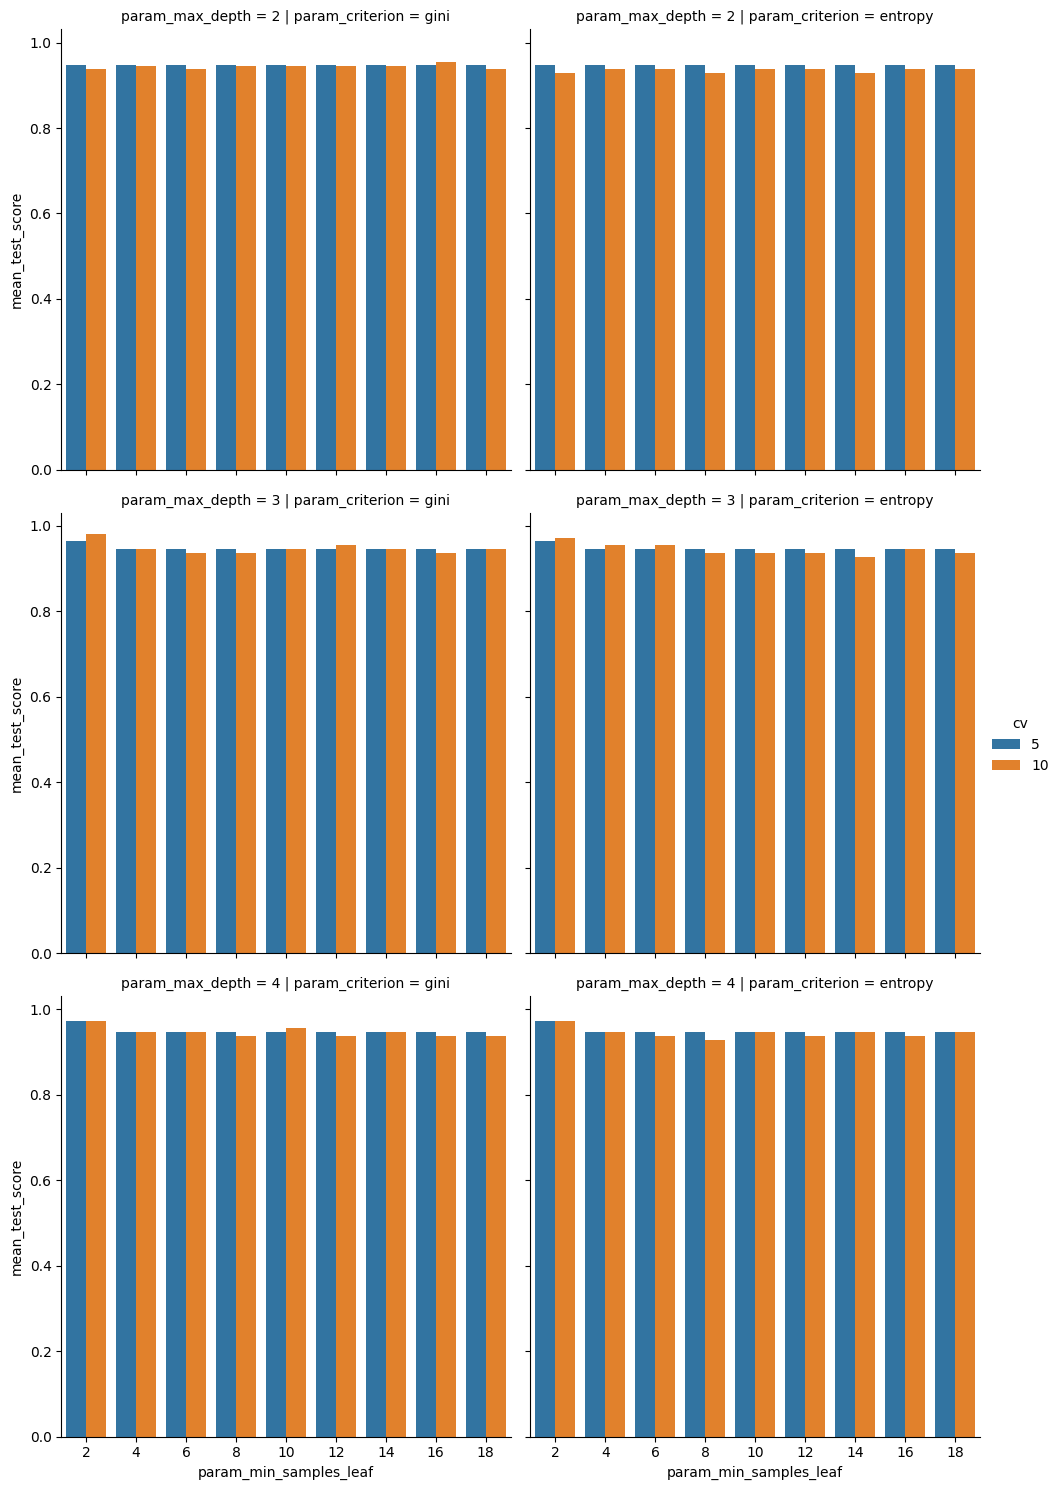 param_max_depth = 2 | param_criterion = gini
param_max_depth = 2 | param_criterion = entropy
1.0
0.8
0.6
0.4
0.2
0.0
mean_test_score
param_max_depth = 3 | param_criterion = gini
param_max_depth = 3 | param_criterion = entropy
1.0
0.8
0.6
0.4
0.2
0.0
mean_test_score
cv
5
10
param_max_depth = 4 | param_criterion = gini
param_max_depth = 4 | param_criterion = entropy
1.0
0.8
0.6
0.4
0.2
0.0
mean_test_score
2 4 6 8 10 12 14 16 18
param_min_samples_leaf
2 4 6 8 10 12 14 16 18
param_min_samples_leaf